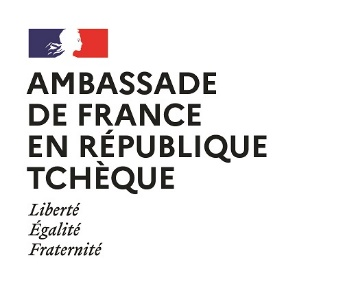 AMBASSADE
DE FRANCE
EN RÉPUBLIQUE
TCHÈQUE
Liberté
Égalité
Fraternité